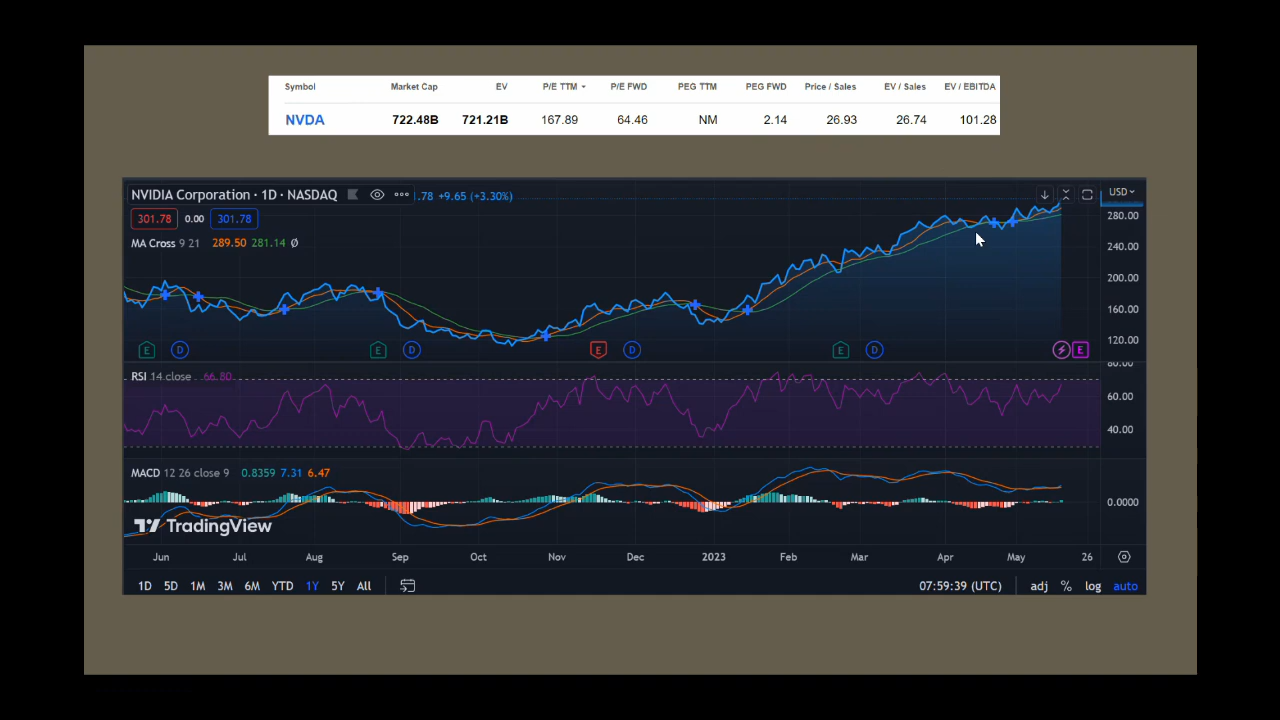 Symbol Market Cap EV P/E TTM P/E FWD PEG TTM PEG FWD Price / Sales EV / Sales EV / EBITDA
NVDA 722.48B 721.21B 167.89 64.46 NM 2.14 26.93 26.74 101.28
NVIDIA Corporation · 1D · NASDAQ ••• .78 +9.65 (+3.30%) USD
301.78 0.00 301.78 280.00
MA Cross 9 21 289.50 281.14 Ø 240.00
200.00
160.00
120.00
E D E D E D E D E
80.00
RSI 14 close 66.80
60.00
40.00
MACD 12 26 close 9 0.8359 7.31 6.47
0.0000
TradingView
Jun Jul Aug Sep Oct Nov Dec 2023 Feb Mar Apr May 26
1D 5D 1M 3M 6M YTD 1Y 5Y All 07:59:39 (UTC) adj % log auto